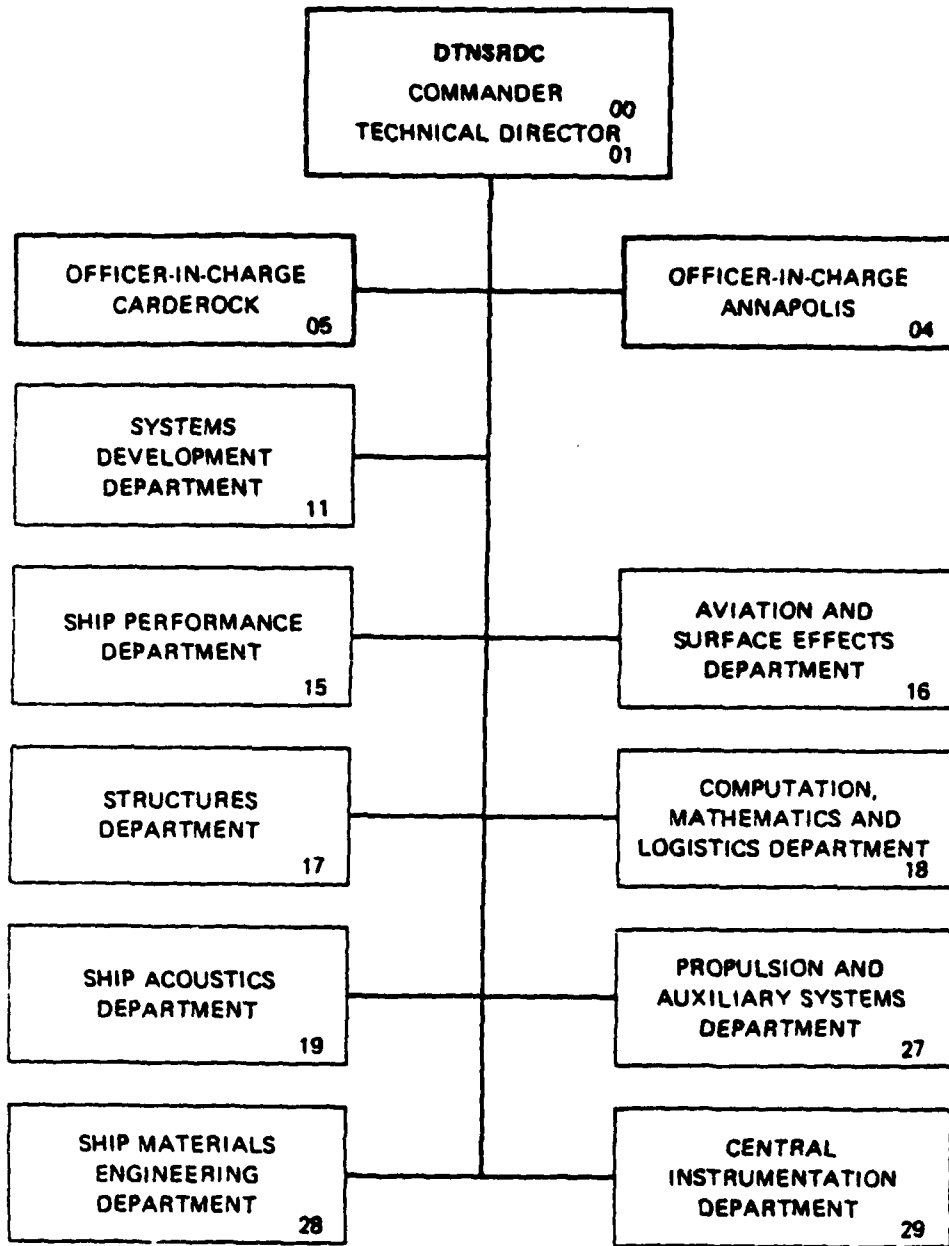 DTNSRDC
COMMANDER 00
TECHNICAL DIRECTOR 01
OFFICER-IN-CHARGE
CARDEROCK
05
OFFICER-IN-CHARGE
ANNAPOLIS
04
SYSTEMS
DEVELOPMENT
DEPARTMENT
11
SHIP PERFORMANCE
DEPARTMENT
15
AVIATION AND
SURFACE EFFECTS
DEPARTMENT
16
STRUCTURES
DEPARTMENT
17
COMPUTATION,
MATHEMATICS AND
LOGISTICS DEPARTMENT
18
SHIP ACOUSTICS
DEPARTMENT
19
PROPULSION AND
AUXILIARY SYSTEMS
DEPARTMENT
27
SHIP MATERIALS
ENGINEERING
DEPARTMENT
28
CENTRAL
INSTRUMENTATION
DEPARTMENT
29